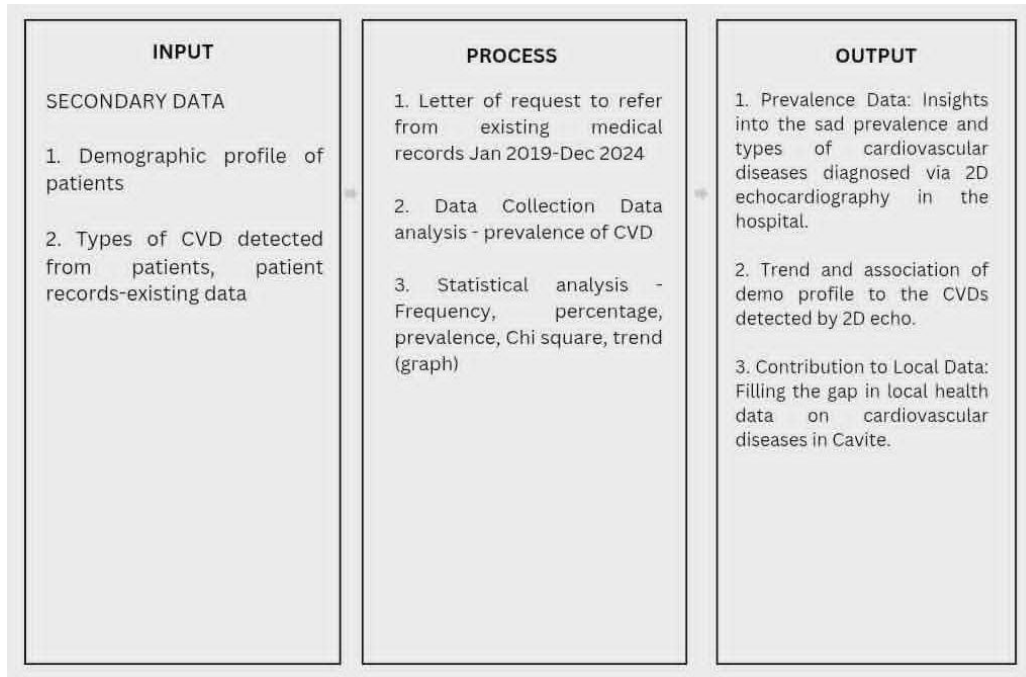 INPUT
SECONDARY DATA
1. Demographic profile of
patients
2. Types of CVD detected
from patients, patient
records-existing data
PROCESS
1. Letter of request to refer
from existing medical
records Jan 2019-Dec 2024
2. Data Collection Data
analysis - prevalence of CVD
3. Statistical analysis -
Frequency, percentage,
prevalence, Chi square, trend
(graph)
OUTPUT
1. Prevalence Data: Insights
into the sad prevalence and
types of cardiovascular
diseases diagnosed via 2D
echocardiography in the
hospital.
2. Trend and association of
demo profile to the CVDs
detected by 2D echo.
3. Contribution to Local Data:
Filling the gap in local health
data on cardiovascular
diseases in Cavite.